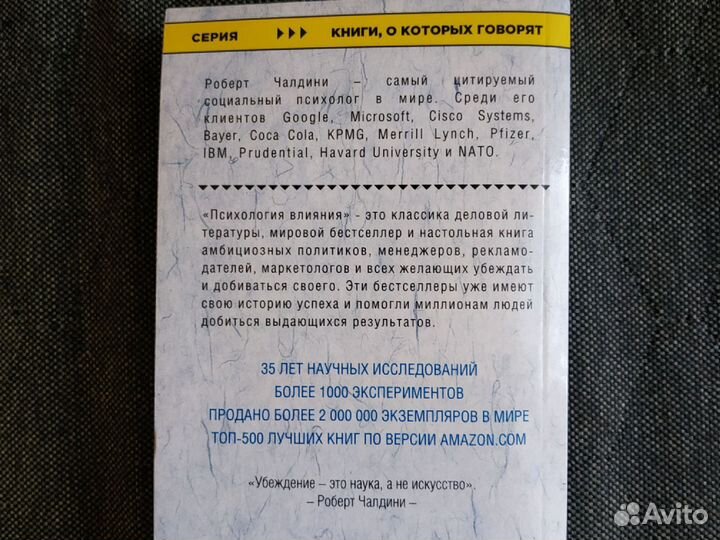 СЕРИЯ ▶▶▶ КНИГИ, О КОТОРЫХ ГОВОРЯТ
Роберт Чалдини – самый цитируемый
социальный психолог в мире. Среди его
клиентов Google, Microsoft, Cisco Systems,
Bayer, Coca Cola, KPMG, Merrill Lynch, Pfizer,
IBM, Prudential, Havard University и NATO.
«Психология влияния» - это классика деловой ли-
тературы, мировой бестселлер и настольная книга
амбициозных политиков, менеджеров, рекламо-
дателей, маркетологов и всех желающих убеждать
и добиваться своего. Эти бестселлеры уже имеют
свою историю успеха и помогли миллионам людей
добиться выдающихся результатов.
35 ЛЕТ НАУЧНЫХ ИССЛЕДОВАНИЙ
БОЛЕЕ 1000 ЭКСПЕРИМЕНТОВ
ПРОДАНО БОЛЕЕ 2 000 000 ЭКЗЕМПЛЯРОВ В МИРЕ
ТОП-500 ЛУЧШИХ КНИГ ПО ВЕРСИИ AMAZON.COM
«Убеждение – это наука, а не искусство».
– Роберт Чалдини –
Avito